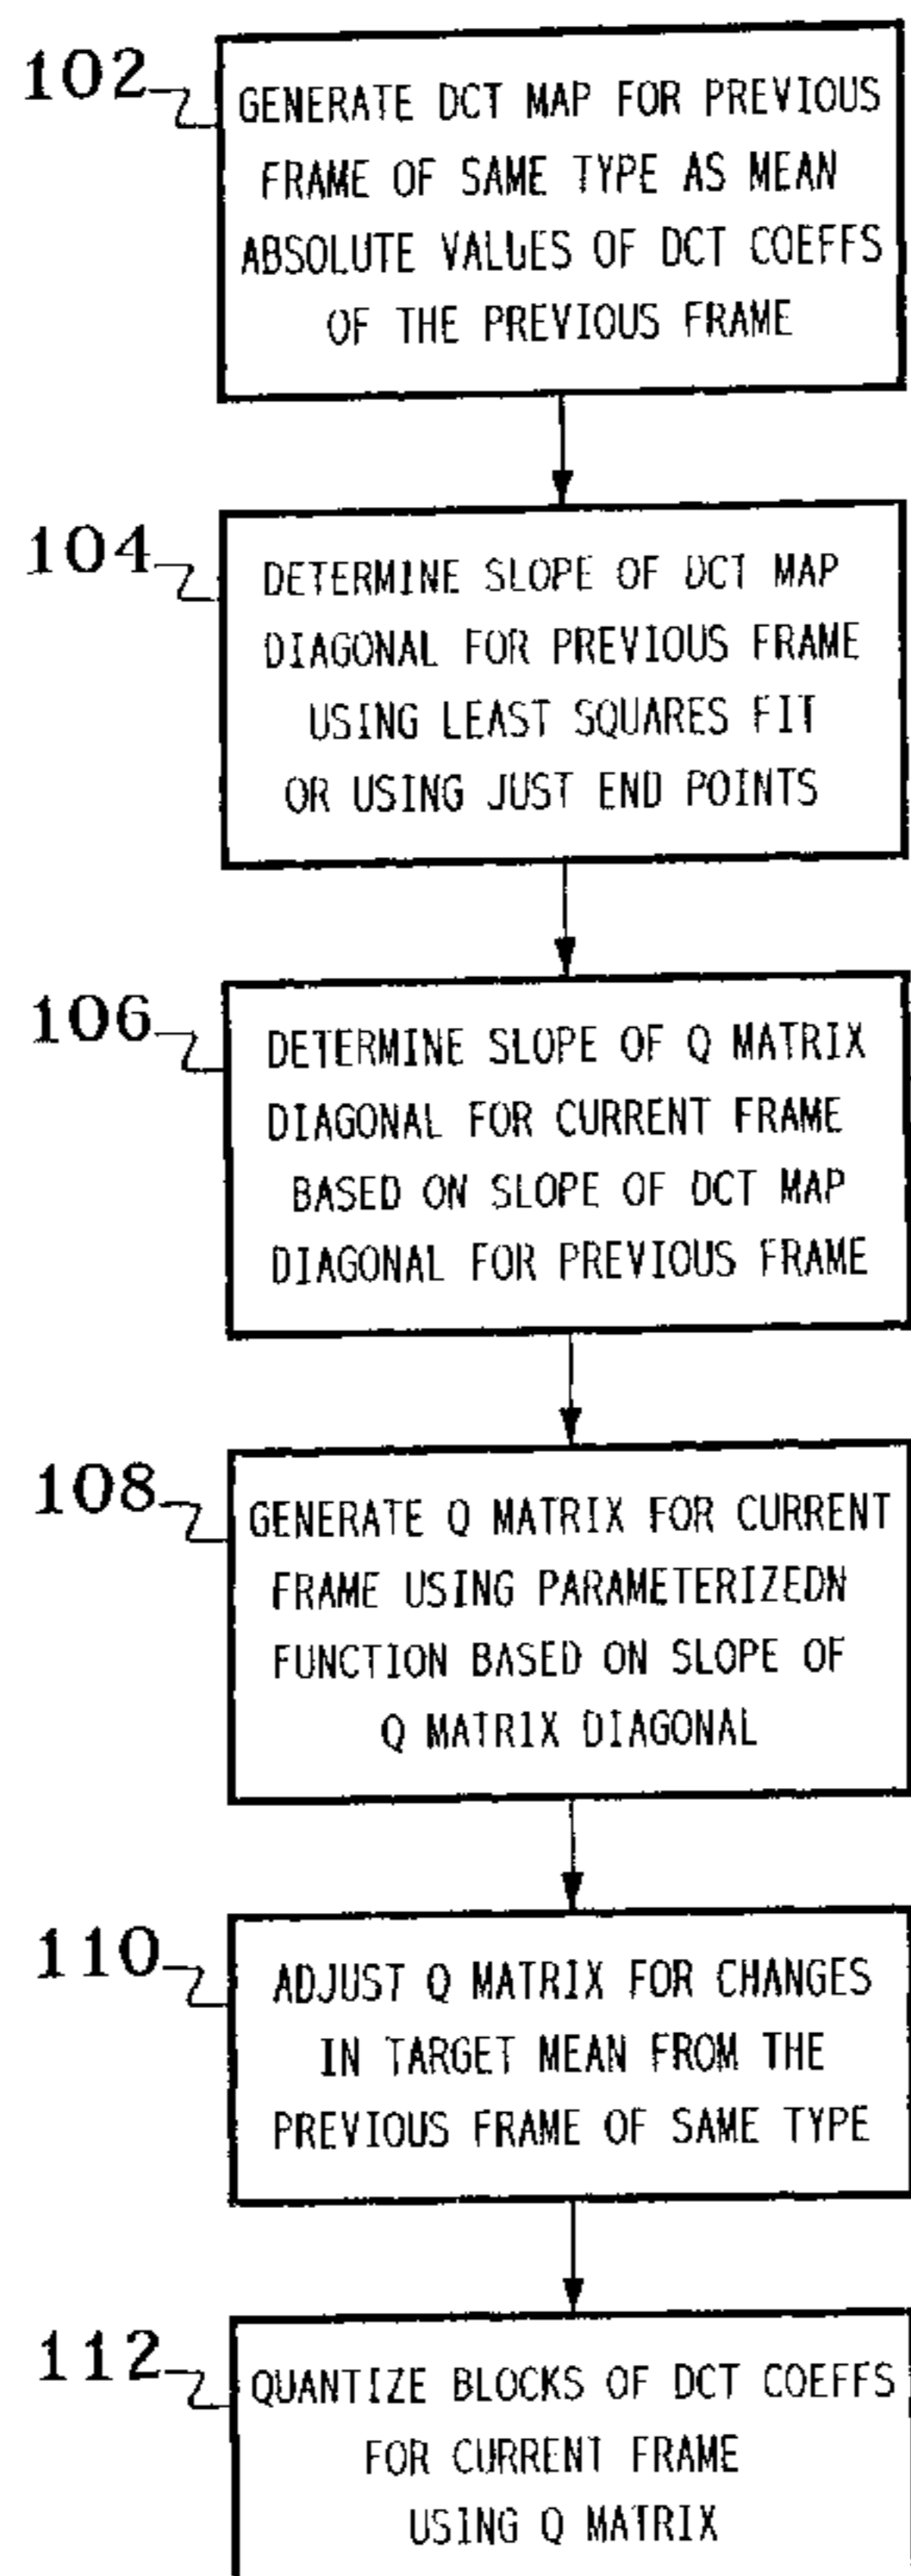 102
GENERATE DCT MAP FOR PREVIOUS
FRAME OF SAME TYPE AS MEAN
ABSOLUTE VALUES OF DCT COEFFS
OF THE PREVIOUS FRAME
104
DETERMINE SLOPE OF DCT MAP
DIAGONAL FOR PREVIOUS FRAME
USING LEAST SQUARES FIT
OR USING JUST END POINTS
106
DETERMINE SLOPE OF Q MATRIX
DIAGONAL FOR CURRENT FRAME
BASED ON SLOPE OF DCT MAP
DIAGONAL FOR PREVIOUS FRAME
108
GENERATE Q MATRIX FOR CURRENT
FRAME USING PARAMETERIZEDN
FUNCTION BASED ON SLOPE OF
Q MATRIX DIAGONAL
110
ADJUST Q MATRIX FOR CHANGES
IN TARGET MEAN FROM THE
PREVIOUS FRAME OF SAME TYPE
112
QUANTIZE BLOCKS OF DCT COEFFS
FOR CURRENT FRAME
USING Q MATRIX